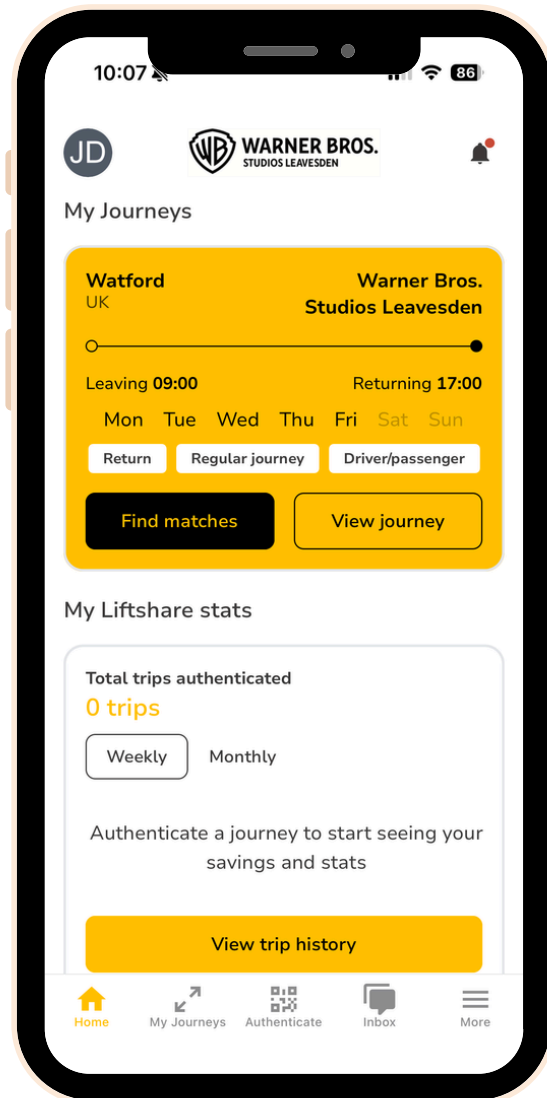 10:07
86
JD
WB
WARNER BROS.
STUDIOS LEAVESDEN
My Journeys
Watford
UK
Warner Bros.
Studios Leavesden
Leaving 09:00
Returning 17:00
Mon Tue Wed Thu Fri Sat Sun
Return
Regular journey
Driver/passenger
Find matches
View journey
My Liftshare stats
Total trips authenticated
0 trips
Weekly
Monthly
Authenticate a journey to start seeing your
savings and stats
View trip history
Home
My Journeys
Authenticate
Inbox
More